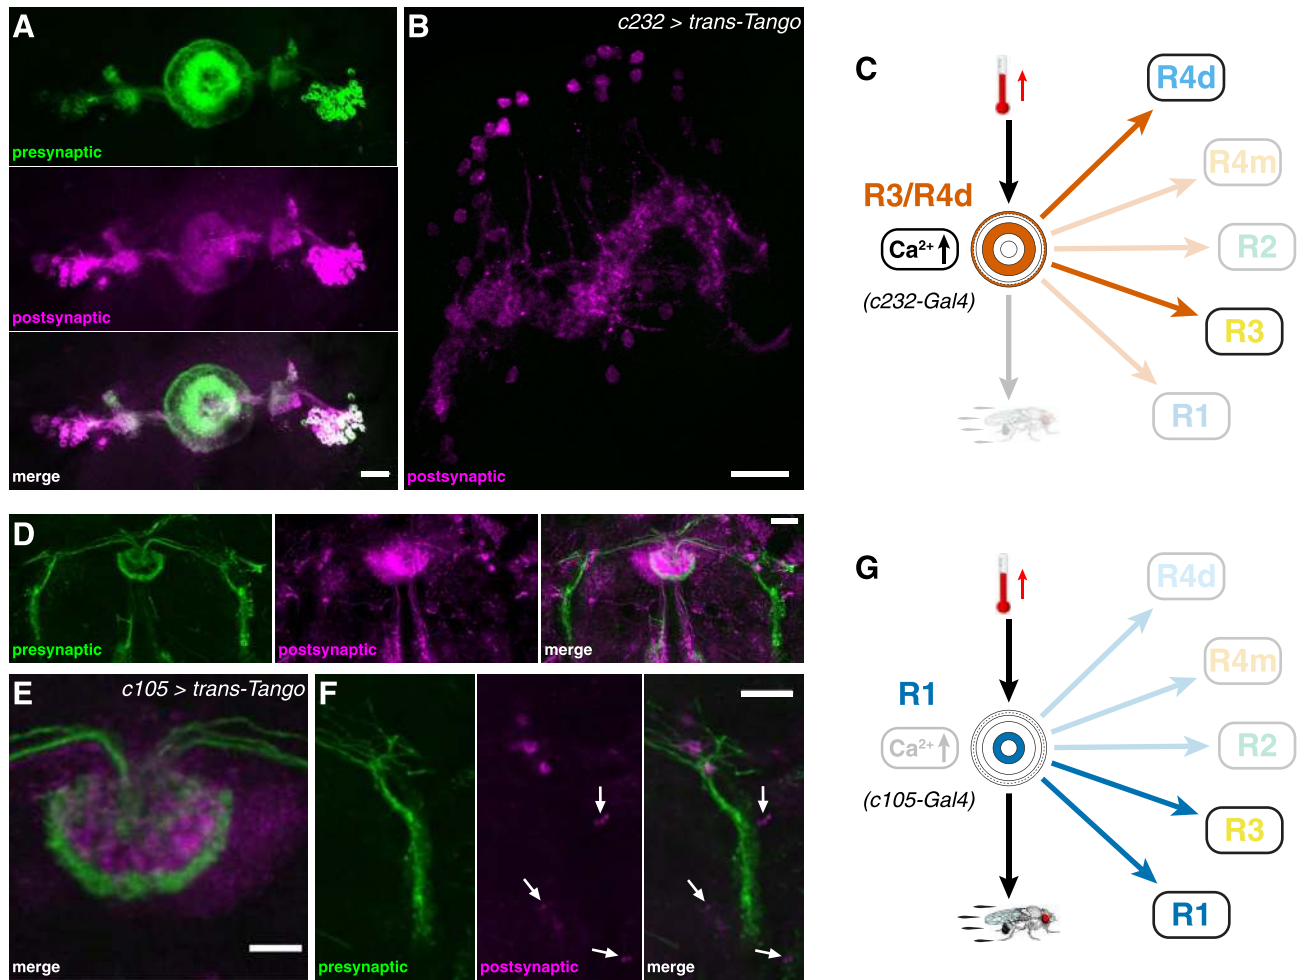 A
presynaptic
postsynaptic
merge
B
c232 > trans-Tango
postsynaptic
C
R4d
R4m
R3/R4d
R2
Ca²⁺
(c232-Gal4)
R3
R1
D
presynaptic
postsynaptic
merge
E
c105 > trans-Tango
merge
F
presynaptic
postsynaptic
merge
G
R4d
R4m
R1
R2
Ca²⁺
(c105-Gal4)
R3
R1